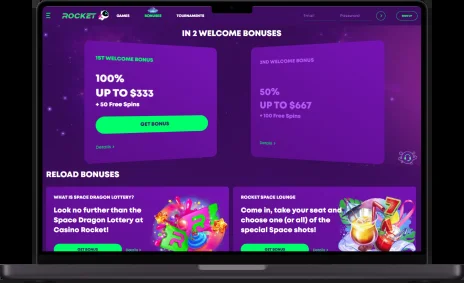 ROCKET GAMES BONUSES TOURNAMENTS Email Password
IN 2 WELCOME BONUSES
1ST WELCOME BONUS
100%
UP TO $333
+ 50 Free Spins
GET BONUS
Details
2ND WELCOME BONUS
50%
UP TO $667
+ 100 Free Spins
Details
RELOAD BONUSES
WHAT IS SPACE DRAGON LOTTERY?
Look no further than the
Space Dragon Lottery at
Casino Rocket!
GET BONUS Details
ROCKET SPACE LOUNGE
Come in, take your seat and
choose one (or all) of the
special Space shots!
GET BONUS Details